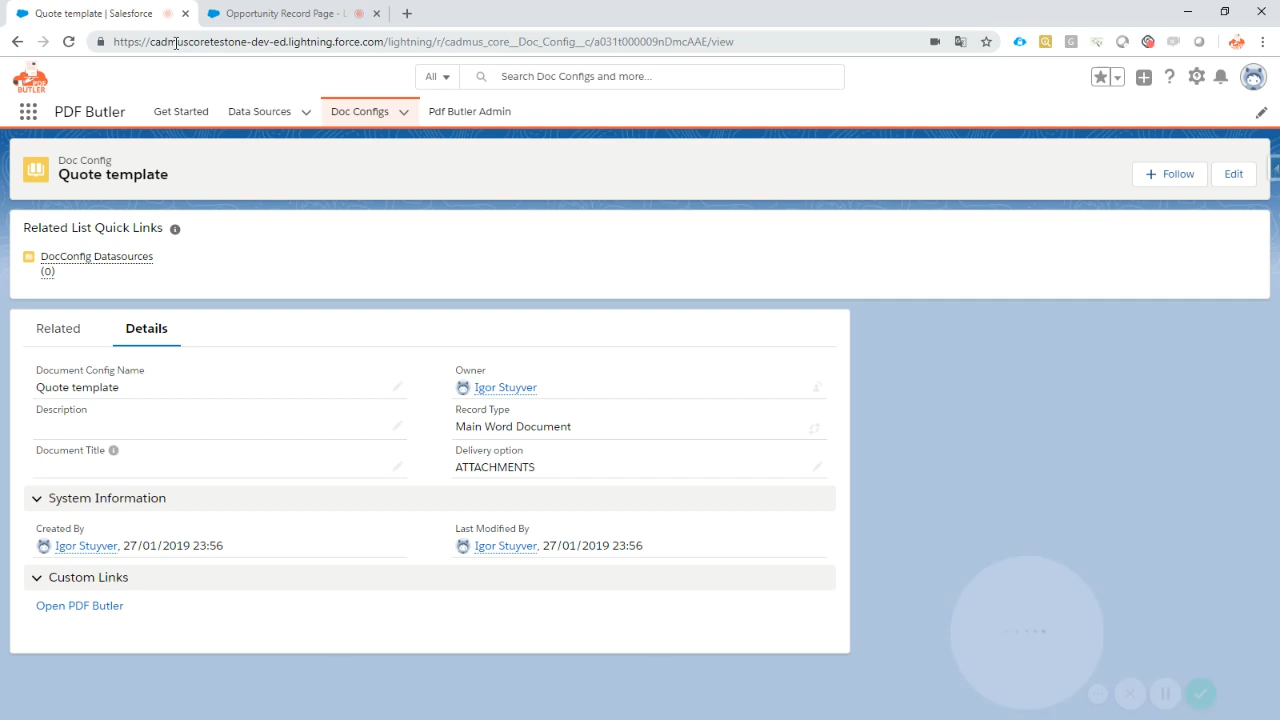 Quote template | Salesforce
Opportunity Record Page - L
https://cadmuscoretestone-dev-ed.lightning.force.com/lightning/r/cadmus_core__Doc_Config__c/a031t000009nDmcAAE/view
PDF
BUTLER
All
Search Doc Configs and more...
PDF Butler
Get Started
Data Sources
Doc Configs
Pdf Butler Admin
Doc Config
Quote template
Follow
Edit
Related List Quick Links
DocConfig Datasources
(0)
Related
Details
Document Config Name
Quote template
Owner
Igor Stuyver
Description
Record Type
Main Word Document
Document Title
Delivery option
ATTACHMENTS
System Information
Created By
Igor Stuyver, 27/01/2019 23:56
Last Modified By
Igor Stuyver, 27/01/2019 23:56
Custom Links
Open PDF Butler